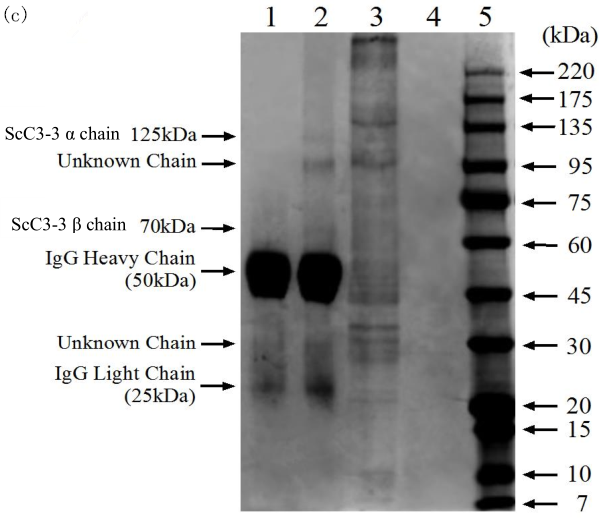 (c)
1 2 3 4 5
(kDa)
220
175
ScC3-3 α chain 125kDa
135
Unknown Chain
95
75
ScC3-3 β chain 70kDa
60
IgG Heavy Chain
(50kDa)
45
Unknown Chain
30
IgG Light Chain
(25kDa)
20
15
10
7